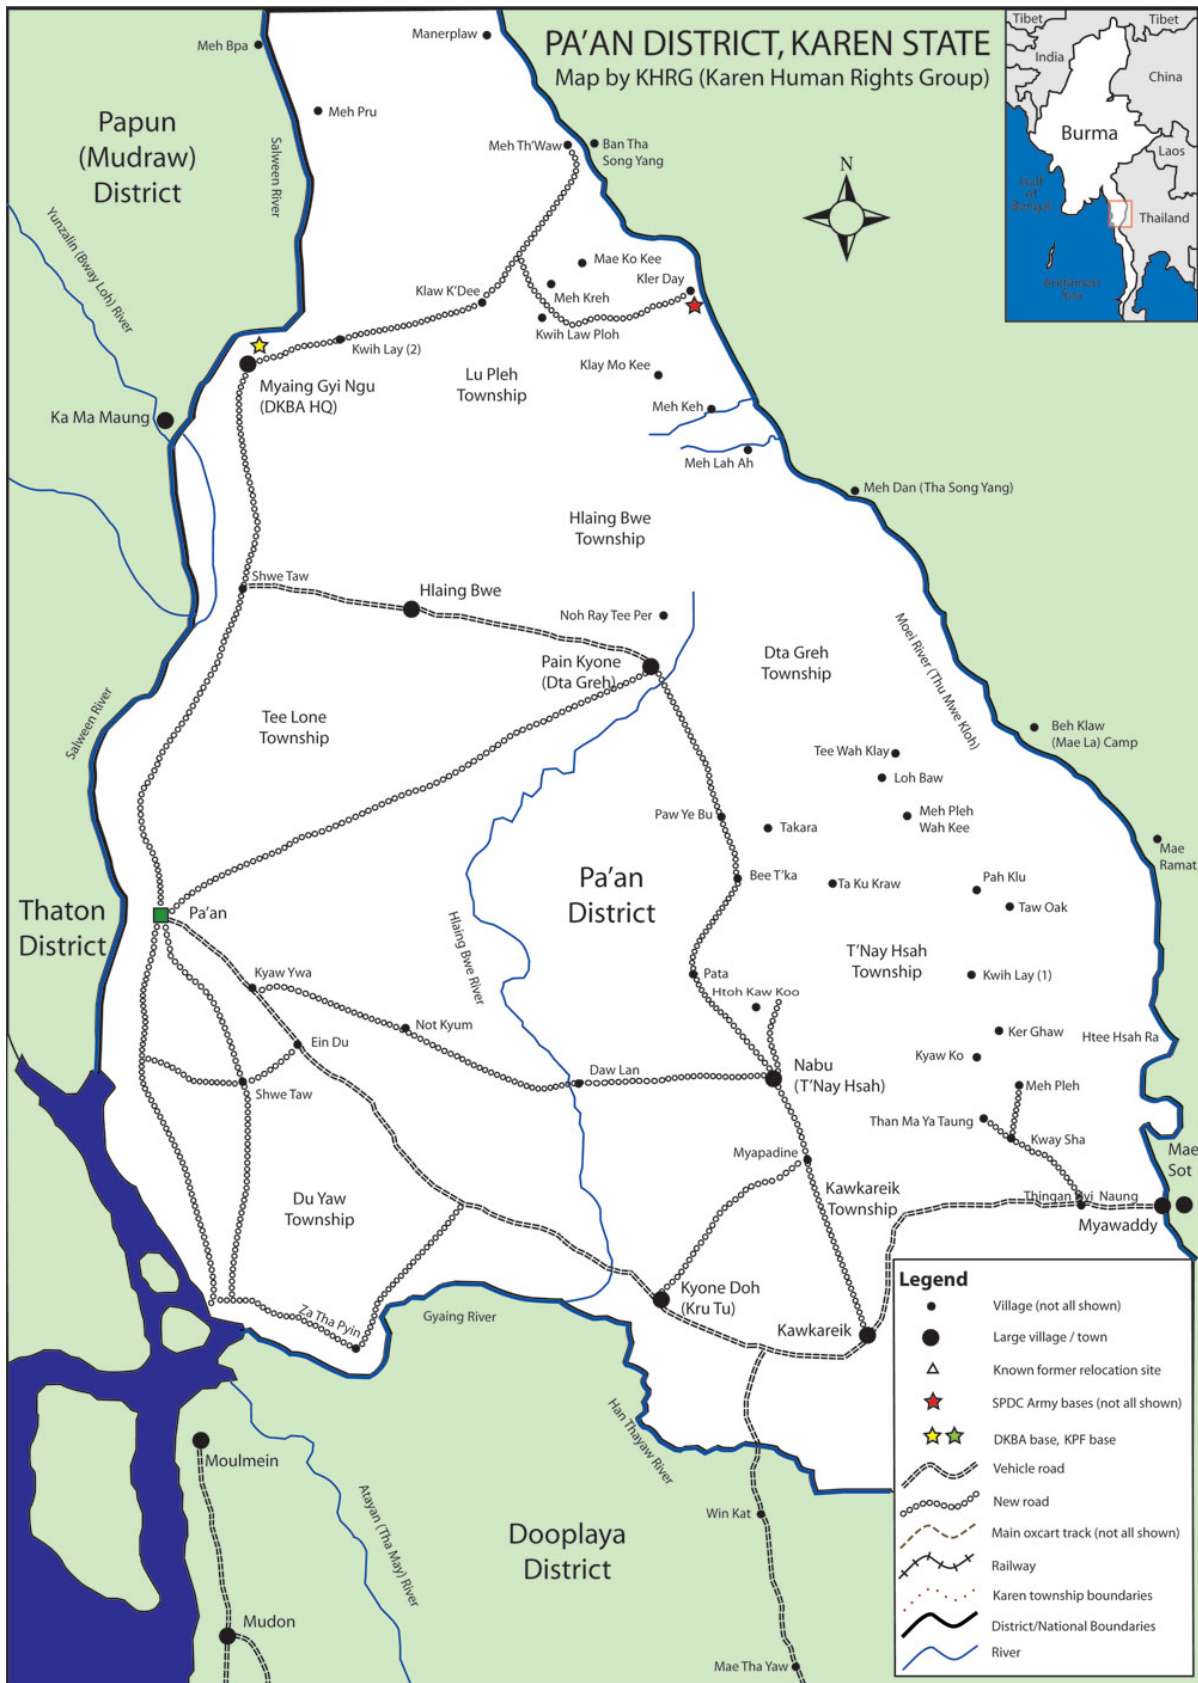 PA'AN DISTRICT, KAREN STATE
Map by KHRG (Karen Human Rights Group)
Tibet
Tibet
India
China
Burma
Laos
Gulf
of
Bengal
Thailand
Andaman
Sea
N
Meh Bpa
Manerplaw
Meh Pru
Papun
(Mudraw)
District
Salween River
Meh Th'Waw
Ban Tha
Song Yang
Yunzalin (Bway Loh) River
Mae Ko Kee
Klaw K'Dee
Meh Kreh
Kler Day
Kwih Law Ploh
Kwih Lay (2)
Myaing Gyi Ngu
(DKBA HQ)
Lu Pleh
Township
Klay Mo Kee
Ka Ma Maung
Meh Keh
Meh Lah Ah
Meh Dan (Tha Song Yang)
Hlaing Bwe
Township
Shwe Taw
Hlaing Bwe
Noh Ray Tee Per
Pain Kyone
(Dta Greh)
Dta Greh
Township
Moei River (Thu Mwe Kloh)
Salween River
Tee Lone
Township
Beh Klaw
(Mae La) Camp
Tee Wah Klay
Loh Baw
Paw Ye Bu
Takara
Meh Pleh
Wah Kee
Mae
Ramat
Pa'an
District
Bee T'ka
Ta Ku Kraw
Pah Klu
Taw Oak
Thaton
District
Pa'an
Hlaing Bwe River
T'Nay Hsah
Township
Kyaw Ywa
Pata
Kwih Lay (1)
Htoh Kaw Koo
Not Kyum
Ein Du
Ker Ghaw
Htee Hsah Ra
Kyaw Ko
Daw Lan
Nabu
(T'Nay Hsah)
Shwe Taw
Meh Pleh
Than Ma Ya Taung
Kway Sha
Mae
Sot
Myapadine
Du Yaw
Township
Kawkareik
Township
Thingan Nyi Naung
Myawaddy
Kyone Doh
(Kru Tu)
Za Tha Pyin
Gyaing River
Kawkareik
Han Thayaw River
Moulmein
Atayan (Tha May) River
Win Kat
Dooplaya
District
Mudon
Mae Tha Yaw
Legend
Village (not all shown)
Large village / town
Known former relocation site
SPDC Army bases (not all shown)
DKBA base, KPF base
Vehicle road
New road
Main oxcart track (not all shown)
Railway
Karen township boundaries
District/National Boundaries
River